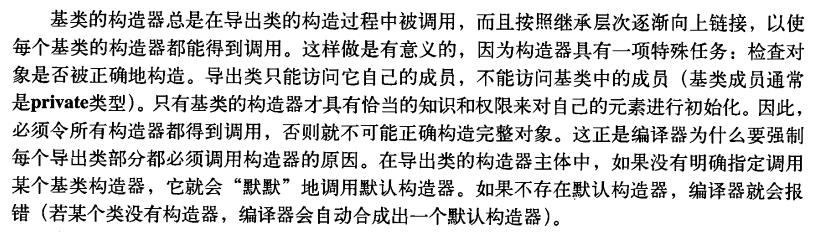 基类的构造器总是在导出类的构造过程中被调用，而且按照继承层次逐渐向上链接，以使
每个基类的构造器都能得到调用。这样做是有意义的，因为构造器具有一项特殊任务：检查对
象是否被正确地构造。导出类只能访问它自己的成员，不能访问基类中的成员（基类成员通常
是private类型）。只有基类的构造器才具有恰当的知识和权限来对自己的元素进行初始化。因此，
必须令所有构造器都得到调用，否则就不可能正确构造完整对象。这正是编译器为什么要强制
每个导出类部分都必须调用构造器的原因。在导出类的构造器主体中，如果没有明确指定调用
某个基类构造器，它就会“默默”地调用默认构造器。如果不存在默认构造器，编译器就会报
错（若某个类没有构造器，编译器会自动合成出一个默认构造器）。